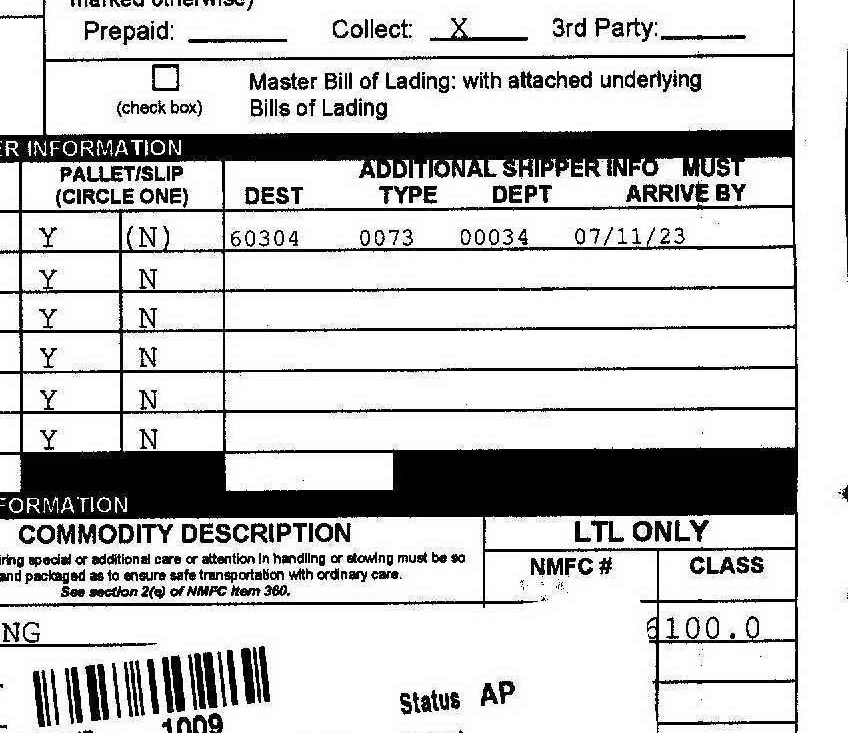 marked otherwise)
Prepaid: ______ Collect: __X____ 3rd Party:______
Master Bill of Lading: with attached underlying
(check box) Bills of Lading
ER INFORMATION
PALLET/SLIP ADDITIONAL SHIPPER INFO MUST
(CIRCLE ONE) DEST TYPE DEPT ARRIVE BY
Y (N) 60304 0073 00034 07/11/23
Y N
Y N
Y N
Y N
Y N
FORMATION
COMMODITY DESCRIPTION LTL ONLY
iring special or additional care or attention in handling or stowing must be so
and packaged as to ensure safe transportation with ordinary care.
See section 2(e) of NMFC item 360.
NMFC # CLASS
NG 6100.0
Status AP
1009